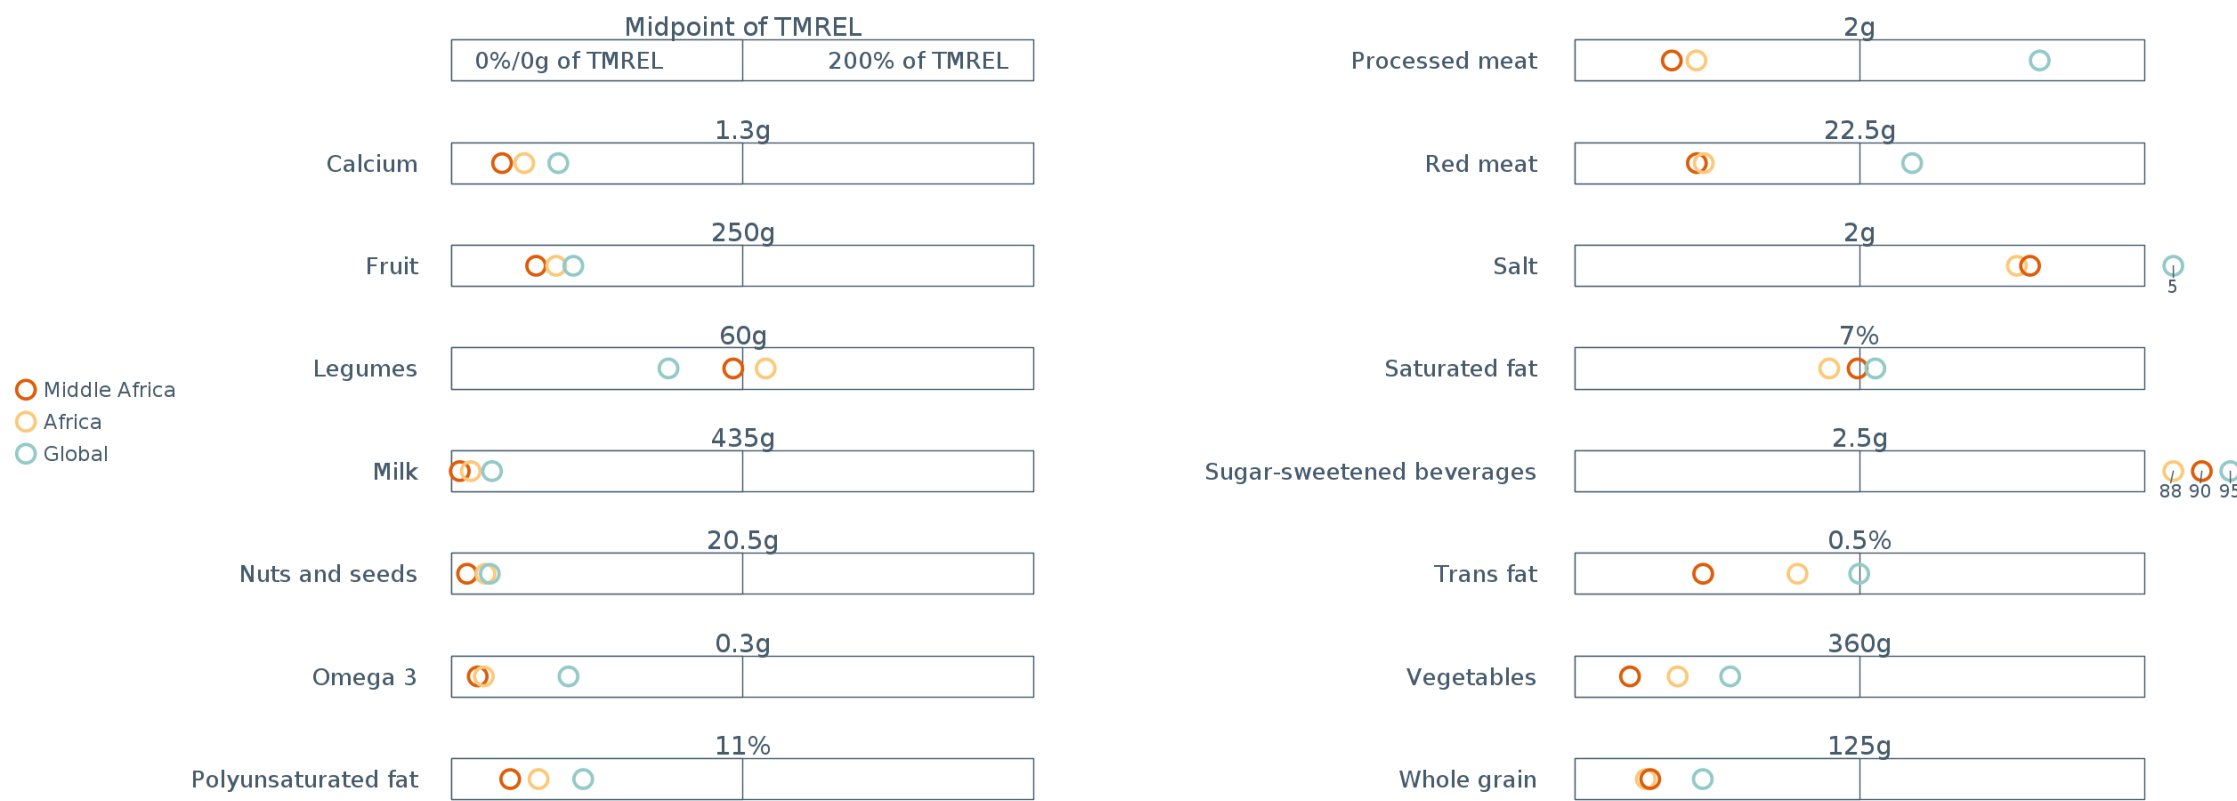 Midpoint of TMREL
0%/0g of TMREL 200% of TMREL
1.3g
Calcium
250g
Fruit
60g
Legumes
435g
Milk
20.5g
Nuts and seeds
0.3g
Omega 3
11%
Polyunsaturated fat
Middle Africa
Africa
Global
2g
Processed meat
22.5g
Red meat
2g
Salt
5
7%
Saturated fat
2.5g
Sugar-sweetened beverages
88 90 95
0.5%
Trans fat
360g
Vegetables
125g
Whole grain